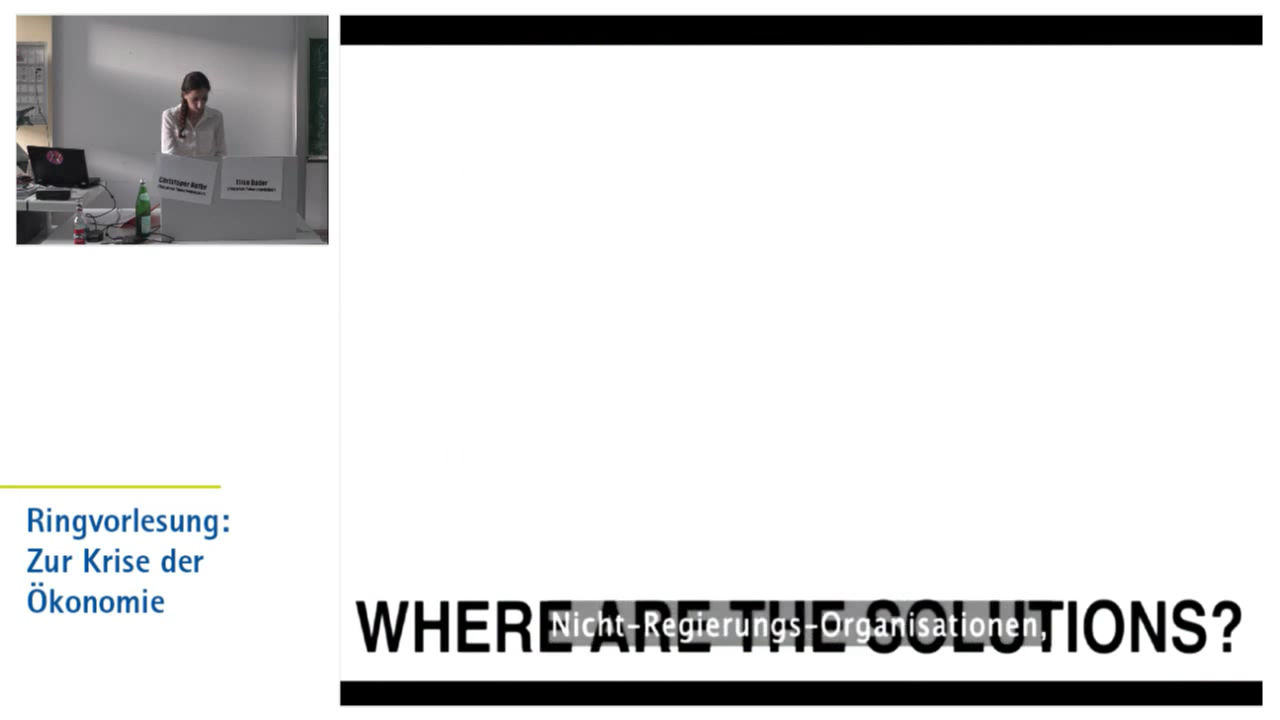 Ringvorlesung:
Zur Krise der
Ökonomie
WHERE ARE THE SOLUTIONS?
Nicht-Regierungs-Organisationen,